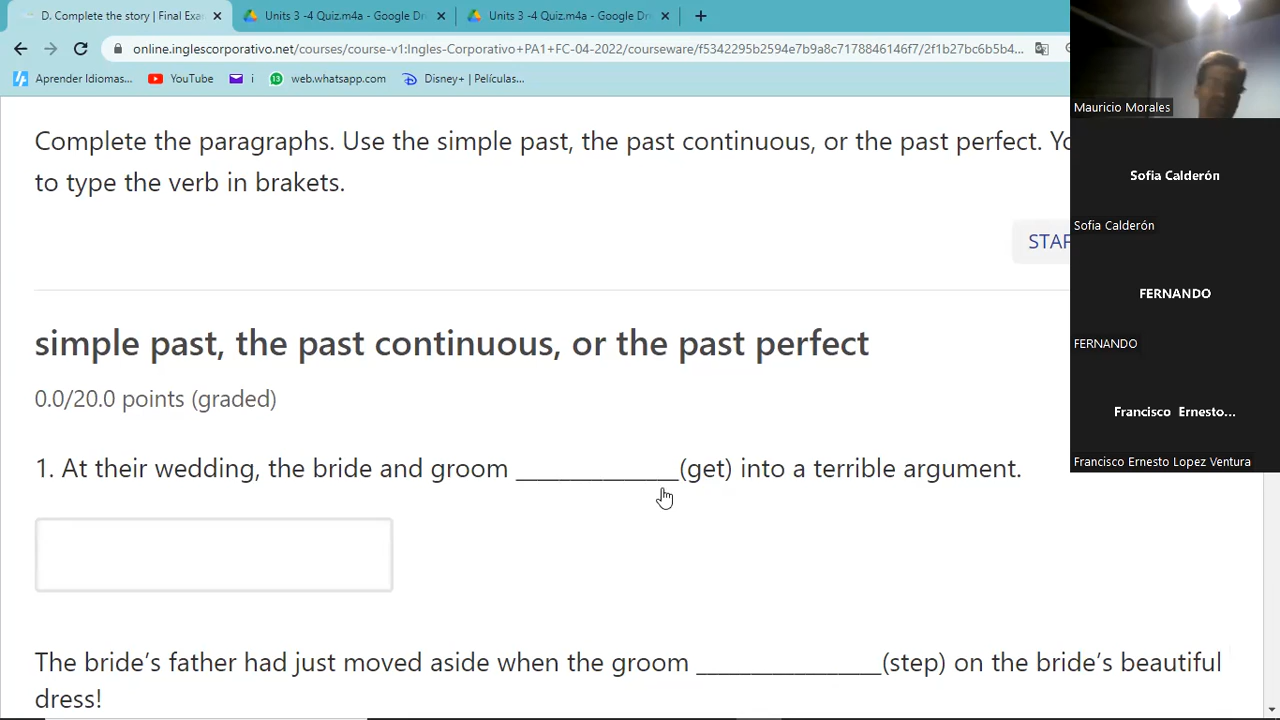 D. Complete the story | Final Exa
Units 3 -4 Quiz.m4a - Google Dr
Units 3 -4 Quiz.m4a - Google Dr
online.inglescorporativo.net/courses/course-v1:Ingles-Corporativo+PA1+FC-04-2022/courseware/f5342295b2594e7b9a8c7178846146f7/2f1b27bc6b5b4...
Aprender Idiomas...
YouTube
i
13
web.whatsapp.com
Disney+ | Películas,...
Complete the paragraphs. Use the simple past, the past continuous, or the past perfect. Yo
to type the verb in brakets.
STAF
simple past, the past continuous, or the past perfect
0.0/20.0 points (graded)
1. At their wedding, the bride and groom ______________(get) into a terrible argument.
The bride’s father had just moved aside when the groom ________________(step) on the bride’s beautiful
dress!
Mauricio Morales
Sofia Calderón
Sofia Calderón
FERNANDO
FERNANDO
Francisco Ernesto...
Francisco Ernesto Lopez Ventura